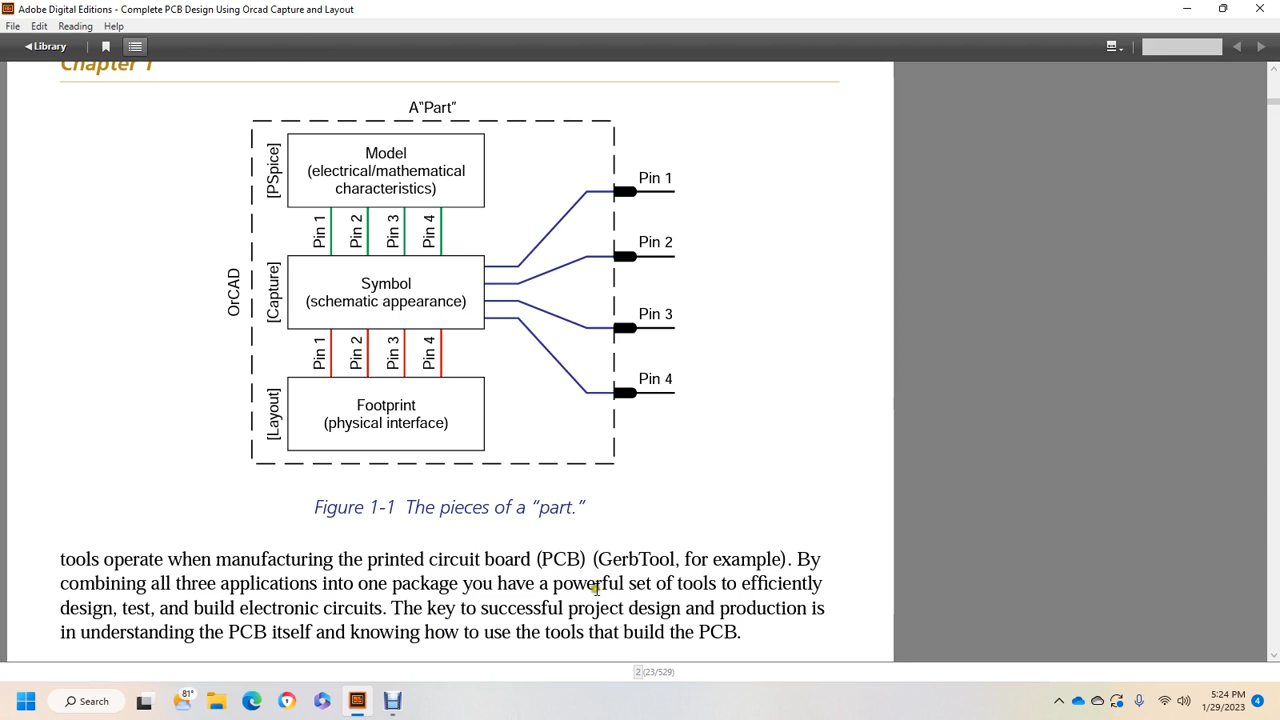 Adobe Digital Editions - Complete PCB Design Using Orcad Capture and Layout
File Edit Reading Help
Library
Chapter 1
A"Part"
[PSpice]
Model
(electrical/mathematical
characteristics)
Pin 1
Pin 1
Pin 2
Pin 3
Pin 4
Pin 2
OrCAD
[Capture]
Symbol
(schematic appearance)
Pin 3
Pin 1
Pin 2
Pin 3
Pin 4
Pin 4
[Layout]
Footprint
(physical interface)
Figure 1-1 The pieces of a “part.”
tools operate when manufacturing the printed circuit board (PCB) (GerbTool, for example). By
combining all three applications into one package you have a powerful set of tools to efficiently
design, test, and build electronic circuits. The key to successful project design and production is
in understanding the PCB itself and knowing how to use the tools that build the PCB.
2 (23/529)
81°
Search
5:24 PM
1/29/2023
4